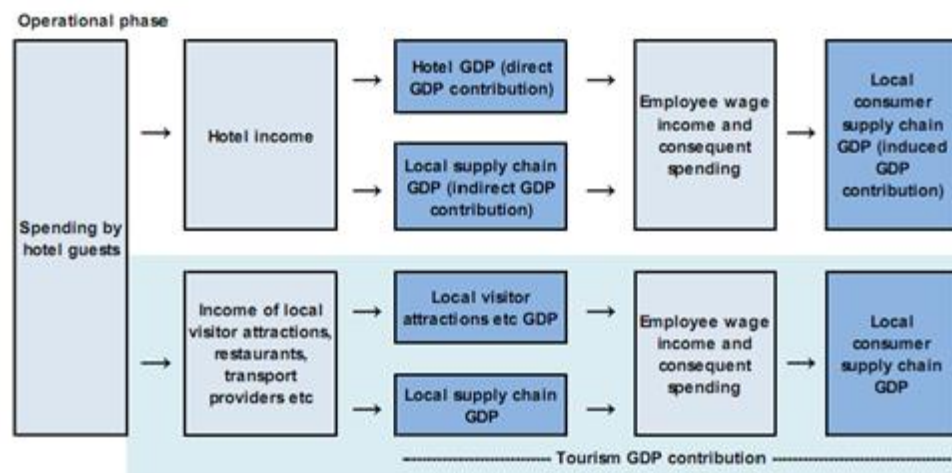 Operational phase
Spending by
hotel guests
Hotel income
Hotel GDP (direct
GDP contribution)
Local supply chain
GDP (indirect GDP
contribution)
Employee wage
income and
consequent
spending
Local
consumer
supply chain
GDP (induced
GDP
contribution)
Income of local
visitor attractions,
restaurants,
transport
providers etc
Local visitor
attractions etc GDP
Local supply chain
GDP
Employee wage
income and
consequent
spending
Local
consumer
supply chain
GDP
Tourism GDP contribution